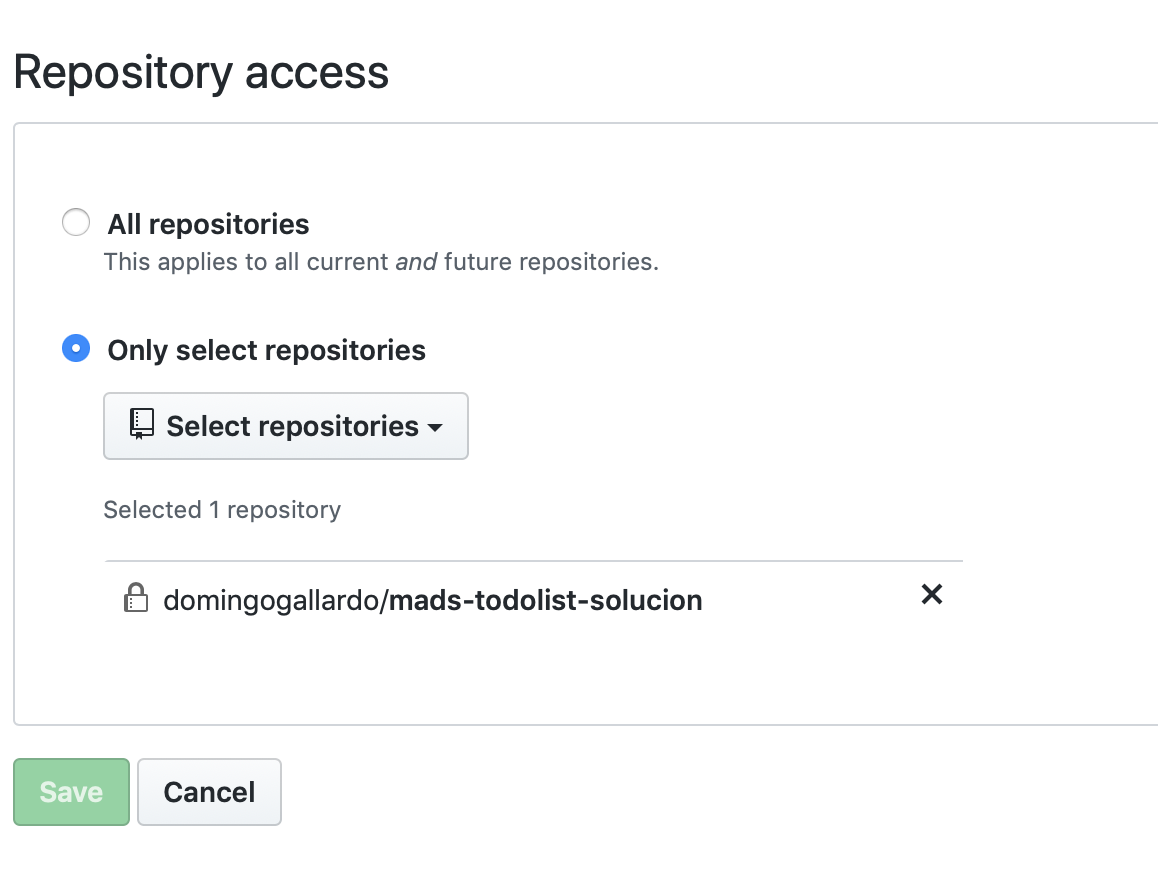 Repository access
All repositories
This applies to all current and future repositories.
Only select repositories
Select repositories
Selected 1 repository
domingogallardo/mads-todolist-solucion
Save
Cancel